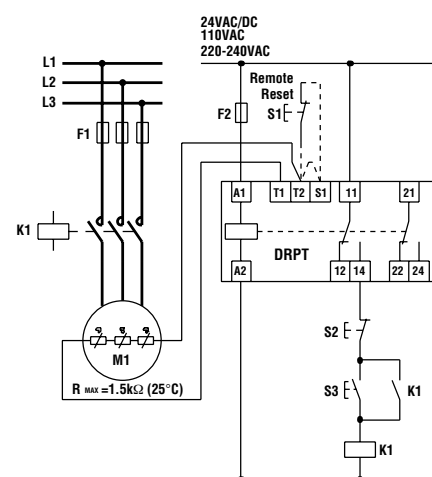 24VAC/DC
110VAC
220-240VAC
L1
L2
L3
Remote
Reset
F1
F2
S1
A1 T1 T2 S1 11 21
K1
DRPT
A2 12 14 22 24
M1
S2
R MAX =1.5kΩ (25°C)
S3 K1
K1